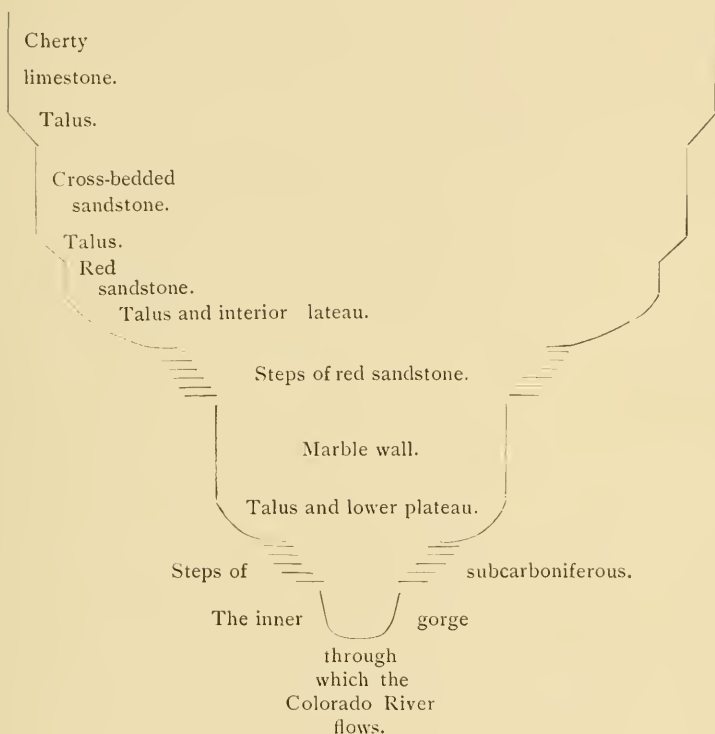 Cherty
limestone.
Talus.
Cross-bedded
sandstone.
Talus.
Red
sandstone.
Talus and interior lateau.
Steps of red sandstone.
Marble wall.
Talus and lower plateau.
Steps of subcarboniferous.
The inner gorge
through
which the
Colorado River
flows.